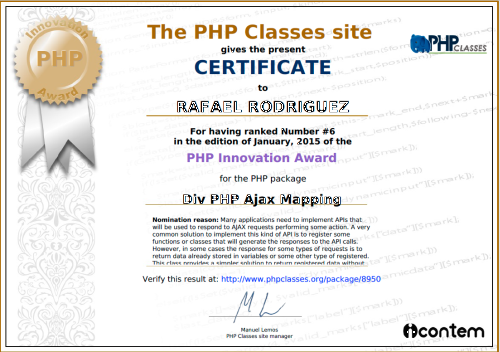 The PHP Classes site
gives the present
CERTIFICATE
to
RAFAEL RODRIGUEZ
For having ranked Number #6
in the edition of January, 2015 of the
PHP Innovation Award
for the PHP package
Div PHP Ajax Mapping
Nomination reason: Many applications need to implement APIs that
will be used to respond to AJAX requests performing some action. A very
common solution to implement this kind of API is to register some
functions or classes that will generate the responses to the API calls.
However, in some cases the response for some types of requests is to
return data already stored in variables or some other type of registered.
This class provides a simpler solution to return registered data without
Verify this result at: http://www.phpclasses.org/package/8950
Manuel Lemos
PHP Classes site manager
Innovation
PHP
Award
PHP
CLASSES
icontem